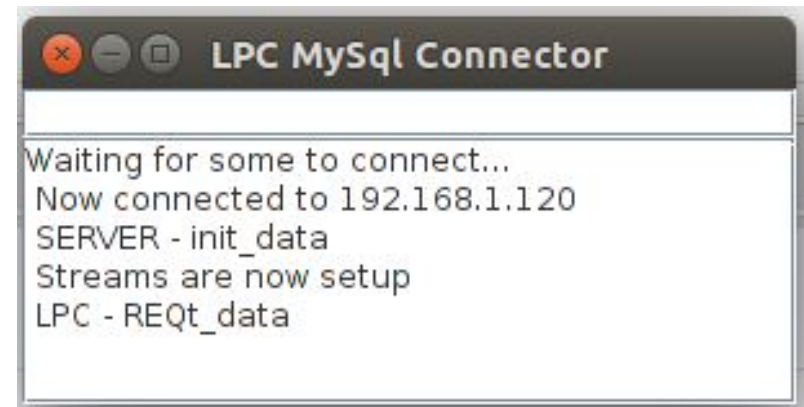 LPC MySql Connector
Waiting for some to connect...
Now connected to 192.168.1.120
SERVER - init_data
Streams are now setup
LPC - REQt_data